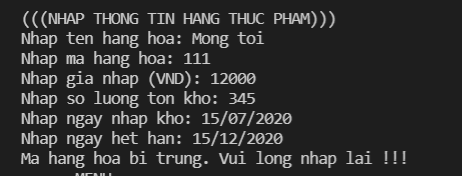 (((NHAP THONG TIN HANG THUC PHAM)))
Nhap ten hang hoa: Mong toi
Nhap ma hang hoa: 111
Nhap gia nhap (VND): 12000
Nhap so luong ton kho: 345
Nhap ngay nhap kho: 15/07/2020
Nhap ngay het han: 15/12/2020
Ma hang hoa bi trung. Vui long nhap lai !!!
MENU